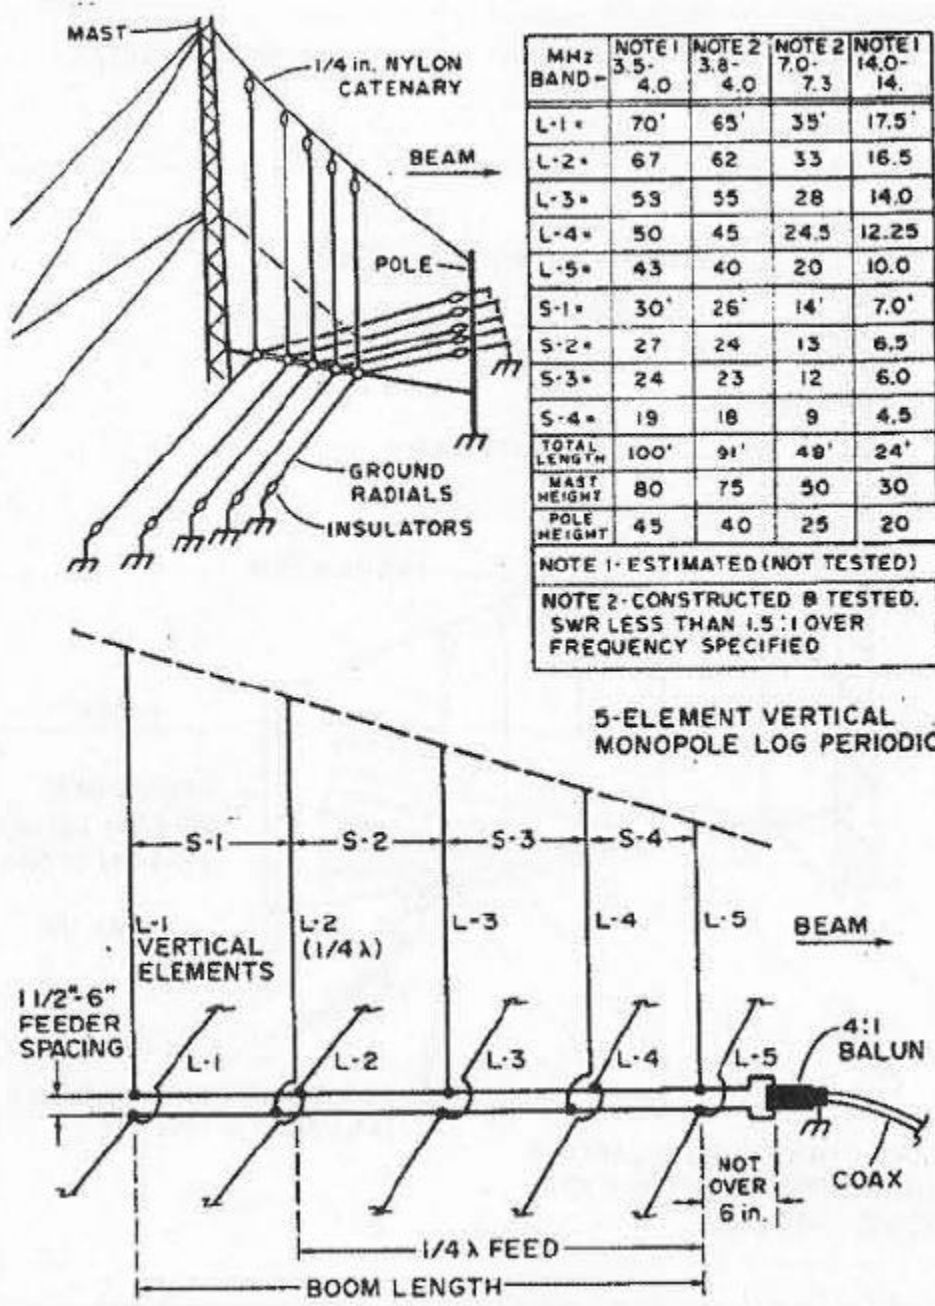 MAST
1/4 in. NYLON
CATENARY
BEAM
POLE
GROUND
RADIALS
INSULATORS
MHz BAND NOTE 1 3.5-4.0 NOTE 2 3.8-4.0 NOTE 2 7.0-7.3 NOTE 1 14.0-14.
L-1= 70' 65' 35' 17.5'
L-2= 67 62 33 16.5
L-3= 59 55 28 14.0
L-4= 50 45 24.5 12.25
L-5= 43 40 20 10.0
S-1= 30' 26' 14' 7.0'
S-2= 27 24 13 6.5
S-3= 24 23 12 6.0
S-4= 19 18 9 4.5
TOTAL LENGTH 100' 91' 48' 24'
MAST HEIGHT 80 75 50 30
POLE HEIGHT 45 40 25 20
NOTE 1- ESTIMATED (NOT TESTED)
NOTE 2- CONSTRUCTED & TESTED.
SWR LESS THAN 1.5:1 OVER
FREQUENCY SPECIFIED
5-ELEMENT VERTICAL
MONOPOLE LOG PERIODIC
S-1 S-2 S-3 S-4
L-1 L-2 L-3 L-4 L-5
VERTICAL
ELEMENTS
(1/4 λ)
BEAM
1 1/2"-6"
FEEDER
SPACING
L-1 L-2 L-3 L-4 L-5
4:1
BALUN
COAX
NOT
OVER
6 in.
1/4 λ FEED
BOOM LENGTH